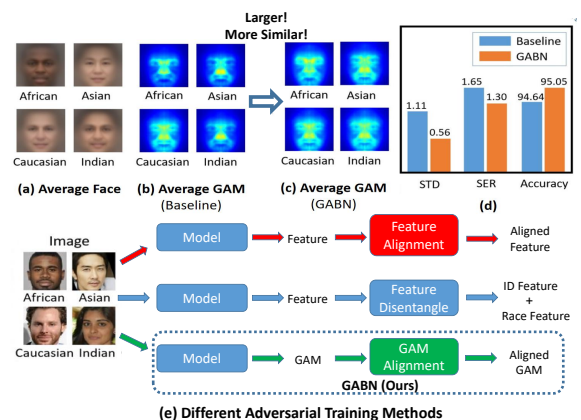 Larger!
More Similar!
African
Asian
Caucasian
Indian
(a) Average Face
African
Asian
Caucasian
Indian
(b) Average GAM
(Baseline)
African
Asian
Caucasian
Indian
(c) Average GAM
(GABN)
Baseline
GABN
1.11
0.56
1.65
1.30
94.64
95.05
STD
SER
Accuracy
(d)
Image
African
Asian
Caucasian
Indian
Model
Feature
Feature
Alignment
Aligned
Feature
Model
Feature
Feature
Disentangle
ID Feature
+
Race Feature
Model
GAM
GAM
Alignment
Aligned
GAM
GABN (Ours)
(e) Different Adversarial Training Methods